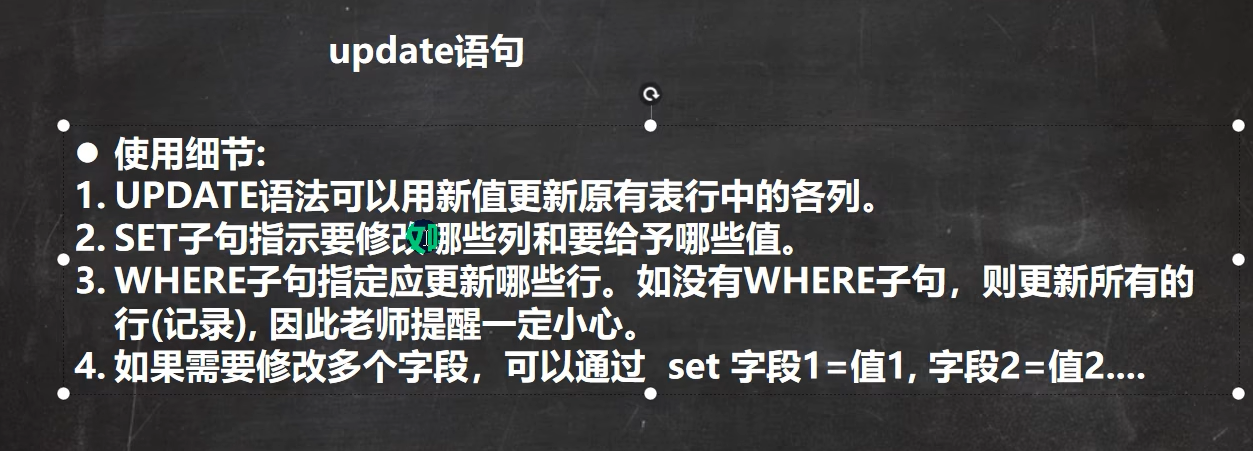 update语句
● 使用细节:
1. UPDATE语法可以用新值更新原有表行中的各列。
2. SET子句指示要修改哪些列和要给予哪些值。
3. WHERE子句指定应更新哪些行。如没有WHERE子句，则更新所有的
行(记录), 因此老师提醒一定小心。
4. 如果需要修改多个字段，可以通过 set 字段1=值1, 字段2=值2....